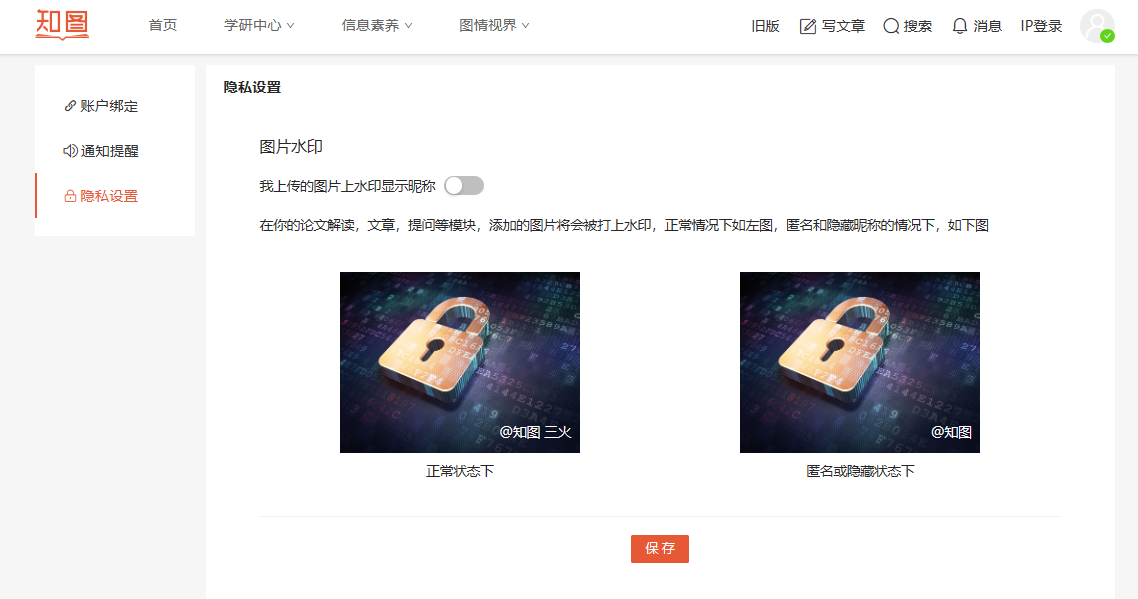 知图
首页 学研中心 信息素养 图情视界 旧版 写文章 搜索 消息 IP登录
账户绑定
通知提醒
隐私设置
隐私设置
图片水印
我上传的图片上水印显示昵称
在你的论文解读，文章，提问等模块，添加的图片将会被打上水印，正常情况下如左图，匿名和隐藏昵称的情况下，如下图
@知图 三火
@知图
正常状态下
匿名或隐藏状态下
保存